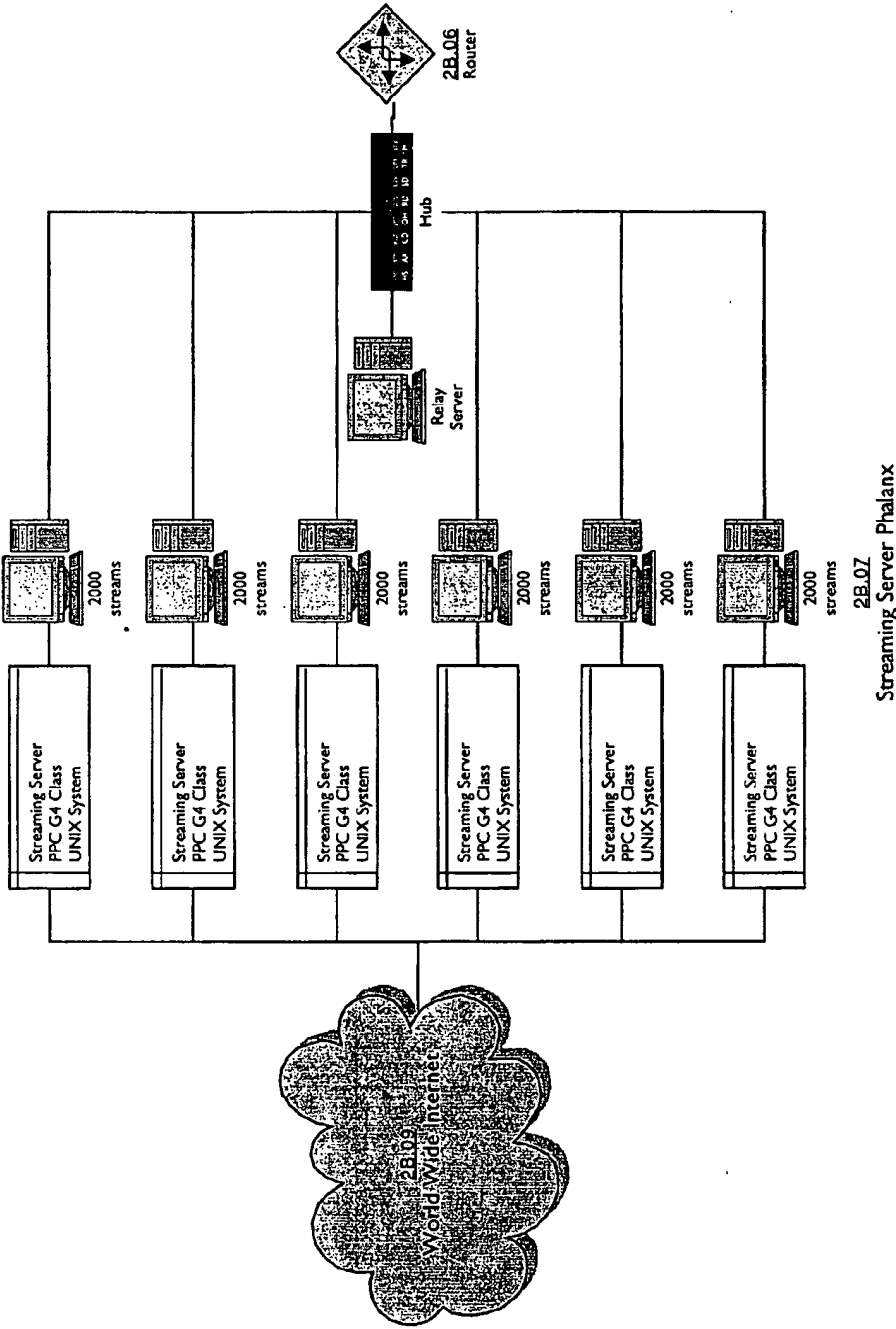 2B.06
Router
Hub
Relay
Server
2000
streams
2000
streams
2000
streams
2000
streams
2000
streams
2000
streams
Streaming Server
PPC G4 Class
UNIX System
Streaming Server
PPC G4 Class
UNIX System
Streaming Server
PPC G4 Class
UNIX System
Streaming Server
PPC G4 Class
UNIX System
Streaming Server
PPC G4 Class
UNIX System
Streaming Server
PPC G4 Class
UNIX System
2B.09
World Wide Internet
2B.07
Streaming Server Phalanx